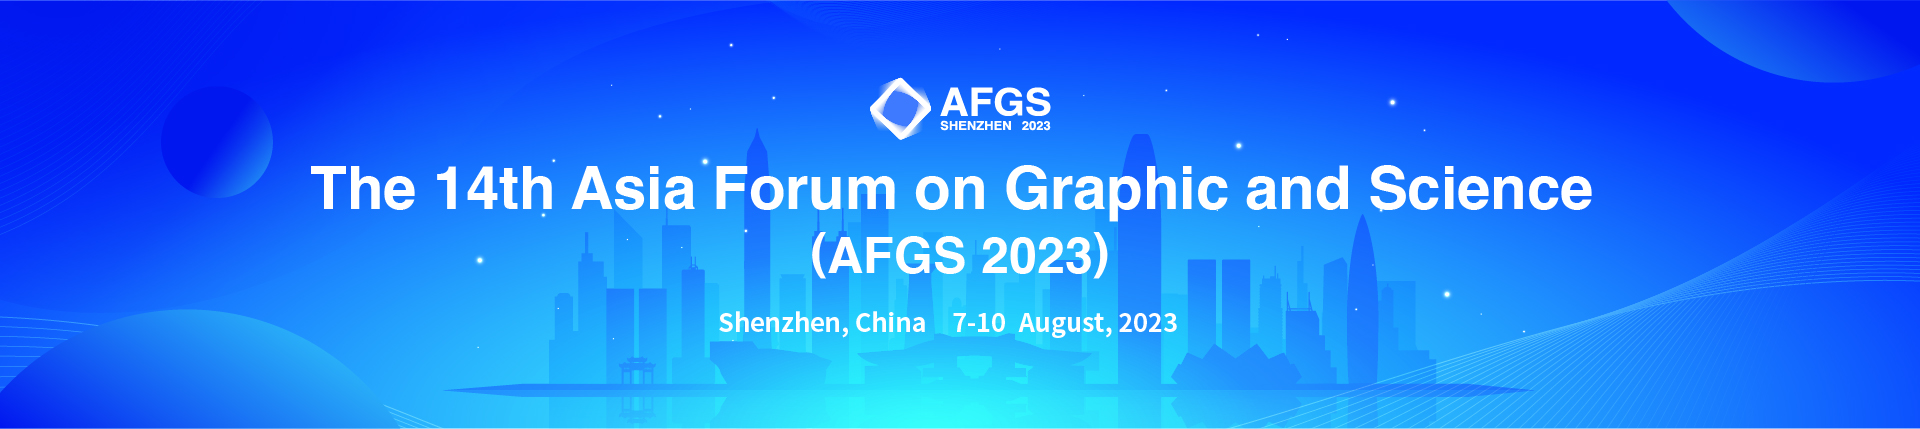 AFGS
SHENZHEN 2023
The 14th Asia Forum on Graphic and Science
(AFGS 2023)
Shenzhen, China 7-10 August, 2023